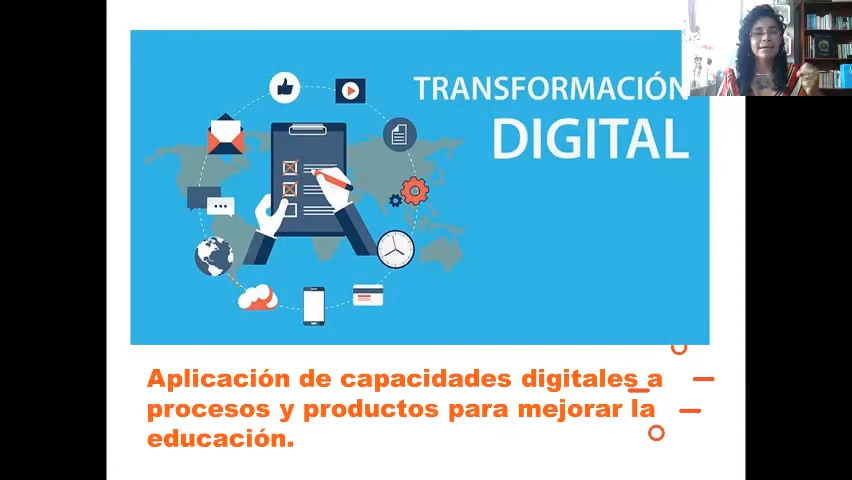 TRANSFORMACIÓN
DIGITAL
Aplicación de capacidades digitales a
procesos y productos para mejorar la
educación.